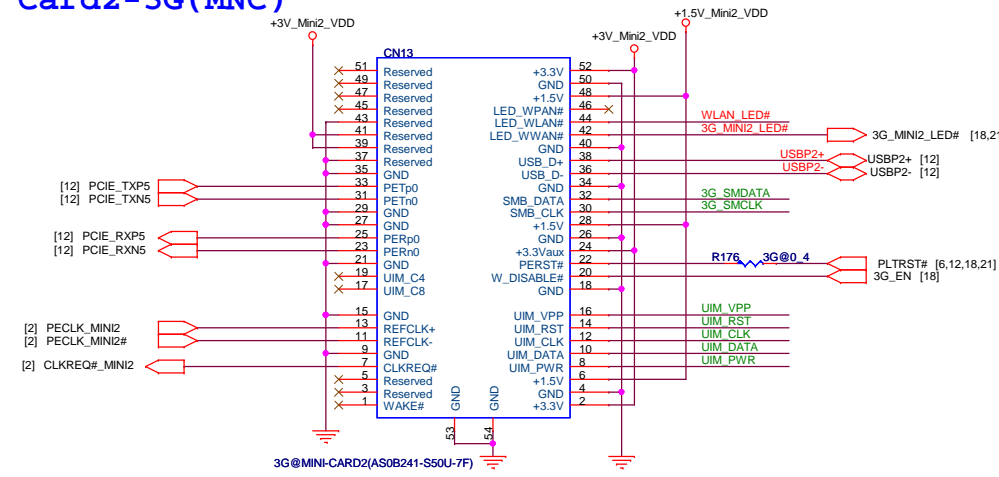 Card2-3G(MNC)
+3V_Mini2_VDD
+1.5V_Mini2_VDD
+3V_Mini2_VDD
CN13
51 Reserved +3.3V 52
49 Reserved GND 50
47 Reserved +1.5V 48
45 Reserved LED_WPAN# 46
43 Reserved LED_WLAN# 44 WLAN_LED#
41 Reserved LED_WWAN# 42 3G_MINI2_LED# 3G_MINI2_LED# [18,21
39 Reserved GND 40
37 Reserved USB_D+ 38 USBP2+ USBP2+ [12]
35 GND USB_D- 36 USBP2- USBP2- [12]
[12] PCIE_TXP5 33 PETp0 GND 34
[12] PCIE_TXN5 31 PETn0 SMB_DATA 32 3G_SMDATA
29 GND SMB_CLK 30 3G_SMCLK
27 GND +1.5V 28
[12] PCIE_RXP5 25 PERp0 GND 26
[12] PCIE_RXN5 23 PERn0 +3.3Vaux 24
21 GND PERST# 22 R176 3G@0_4 PLTRST# [6,12,18,21]
19 UIM_C4 W_DISABLE# 20 3G_EN [18]
17 UIM_C8 GND 18
15 GND UIM_VPP 16 UIM_VPP
[2] PECLK_MINI2 13 REFCLK+ UIM_RST 14 UIM_RST
[2] PECLK_MINI2# 11 REFCLK- UIM_CLK 12 UIM_CLK
9 GND UIM_DATA 10 UIM_DATA
[2] CLKREQ#_MINI2 7 CLKREQ# UIM_PWR 8 UIM_PWR
5 Reserved +1.5V 6
3 Reserved GND 4
1 WAKE# +3.3V 2
GND GND
53 54
3G@MINI-CARD2(AS0B241-S50U-7F)